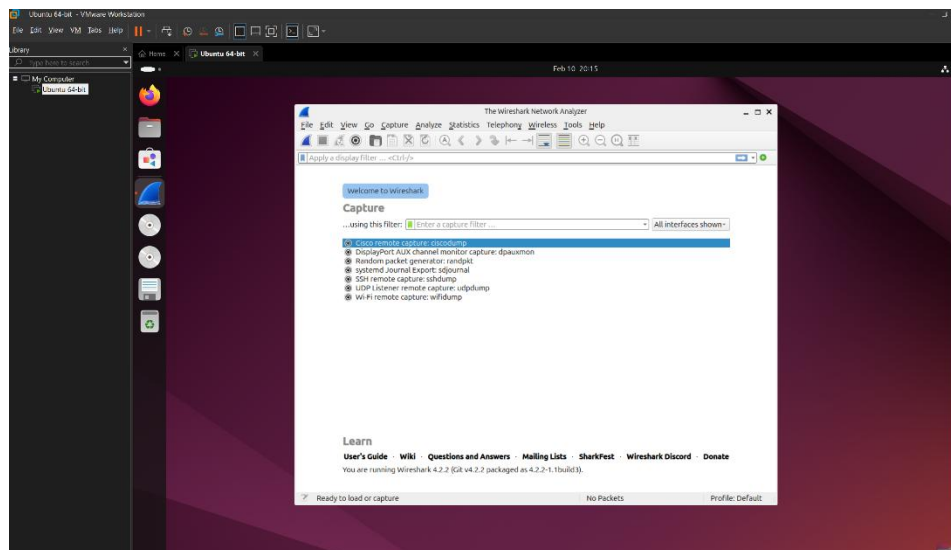 Ubuntu 64-bit - VMware Workstation
File Edit View VM Tabs Help
Library
Type here to search
My Computer
Ubuntu 64-bit
Home
Ubuntu 64-bit
Feb 10 20:15
The Wireshark Network Analyzer
File Edit View Go Capture Analyze Statistics Telephony Wireless Tools Help
Apply a display filter ... <Ctrl-/>
Welcome to Wireshark
Capture
...using this filter: Enter a capture filter ... All interfaces shown
Cisco remote capture: ciscodump
DisplayPort AUX channel monitor capture: dpauxmon
Random packet generator: randpkt
systemd Journal Export: sdjournal
SSH remote capture: sshdump
UDP Listener remote capture: udpdump
Wi-Fi remote capture: wifidump
Learn
User's Guide · Wiki · Questions and Answers · Mailing Lists · SharkFest · Wireshark Discord · Donate
You are running Wireshark 4.2.2 (Git v4.2.2 packaged as 4.2.2-1.1build3).
Ready to load or capture No Packets Profile: Default